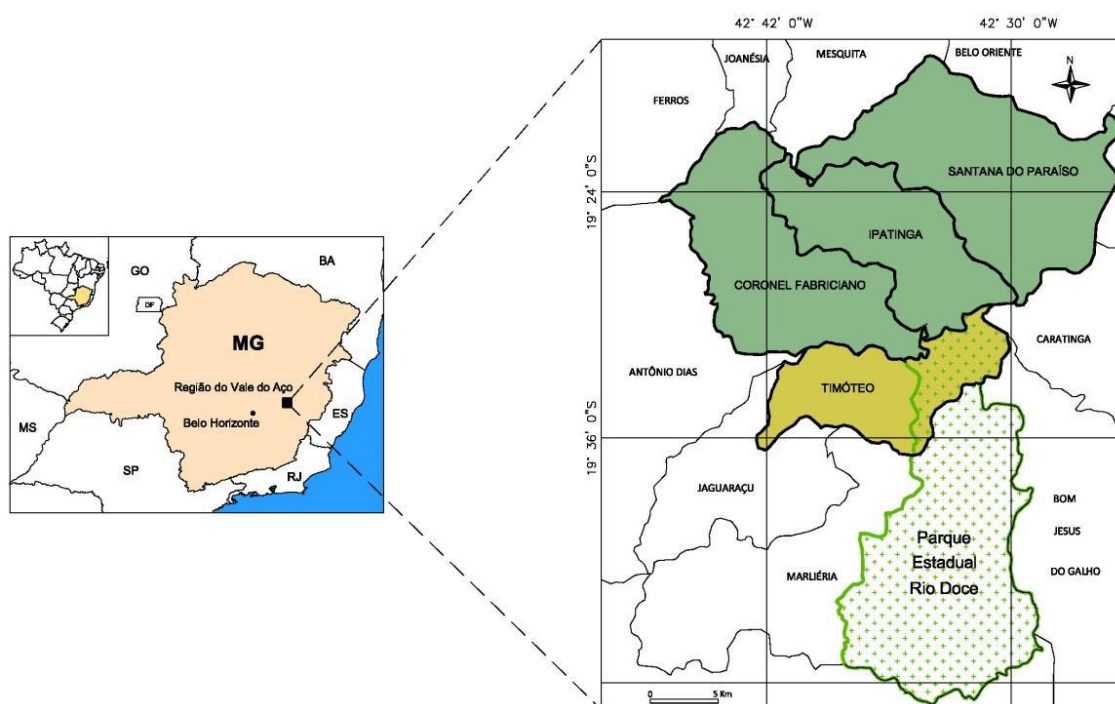 GO
BA
DF
MG
Região do Vale do Aço
Belo Horizonte
MS
ES
SP
RJ
42° 42' 0"W
42° 30' 0"W
JOANÉSIA
MESQUITA
BELO ORIENTE
N
FERROS
19° 24' 0"S
SANTANA DO PARAÍSO
IPATINGA
CORONEL FABRICIANO
CARATINGA
ANTÔNIO DIAS
TIMÓTEO
19° 36' 0"S
JAGUARAÇU
BOM
JESUS
DO GALHO
Parque
Estadual
Rio Doce
MARLIÉRIA
0
5 Km